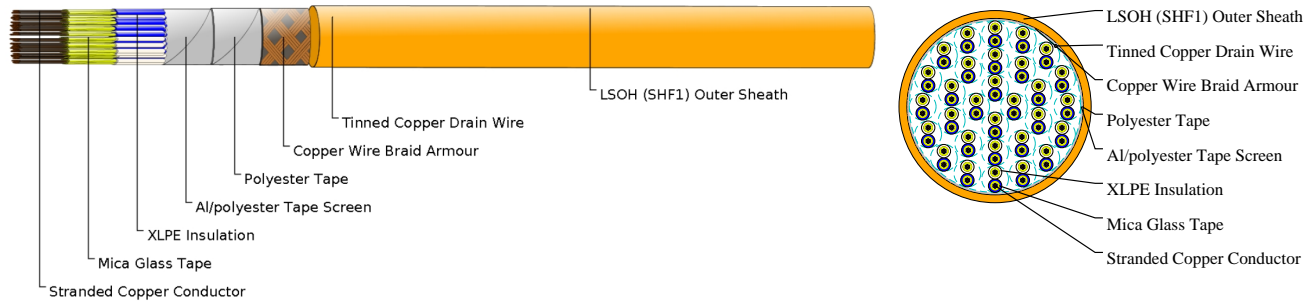 LSOH (SHF1) Outer Sheath
Tinned Copper Drain Wire
Copper Wire Braid Armour
Polyester Tape
Al/polyester Tape Screen
XLPE Insulation
Mica Glass Tape
Stranded Copper Conductor
LSOH (SHF1) Outer Sheath
Tinned Copper Drain Wire
Copper Wire Braid Armour
Polyester Tape
Al/polyester Tape Screen
XLPE Insulation
Mica Glass Tape
Stranded Copper Conductor